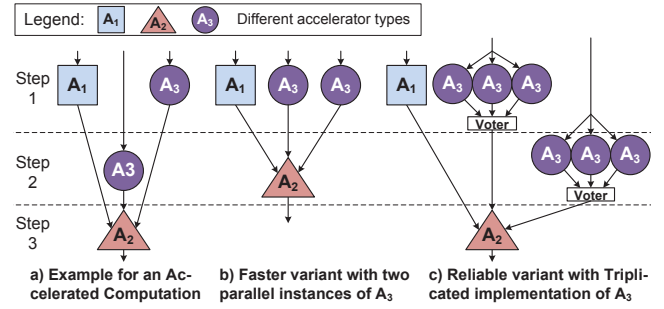 Legend: A1 A2 A3 Different accelerator types
Step 1
A1 A3 A1 A3 A3 A1 A3 A3 A3
Voter
Step 2
A3 A2 A3 A3 A3
Voter
Step 3
A2 A2
a) Example for an Ac-
celerated Computation
b) Faster variant with two
parallel instances of A3
c) Reliable variant with Tripli-
cated implementation of A3